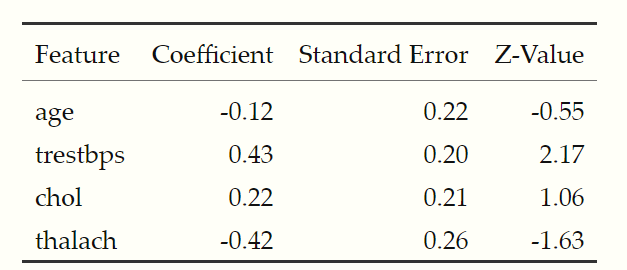 Feature Coefficient Standard Error Z-Value
age -0.12 0.22 -0.55
trestbps 0.43 0.20 2.17
chol 0.22 0.21 1.06
thalach -0.42 0.26 -1.63